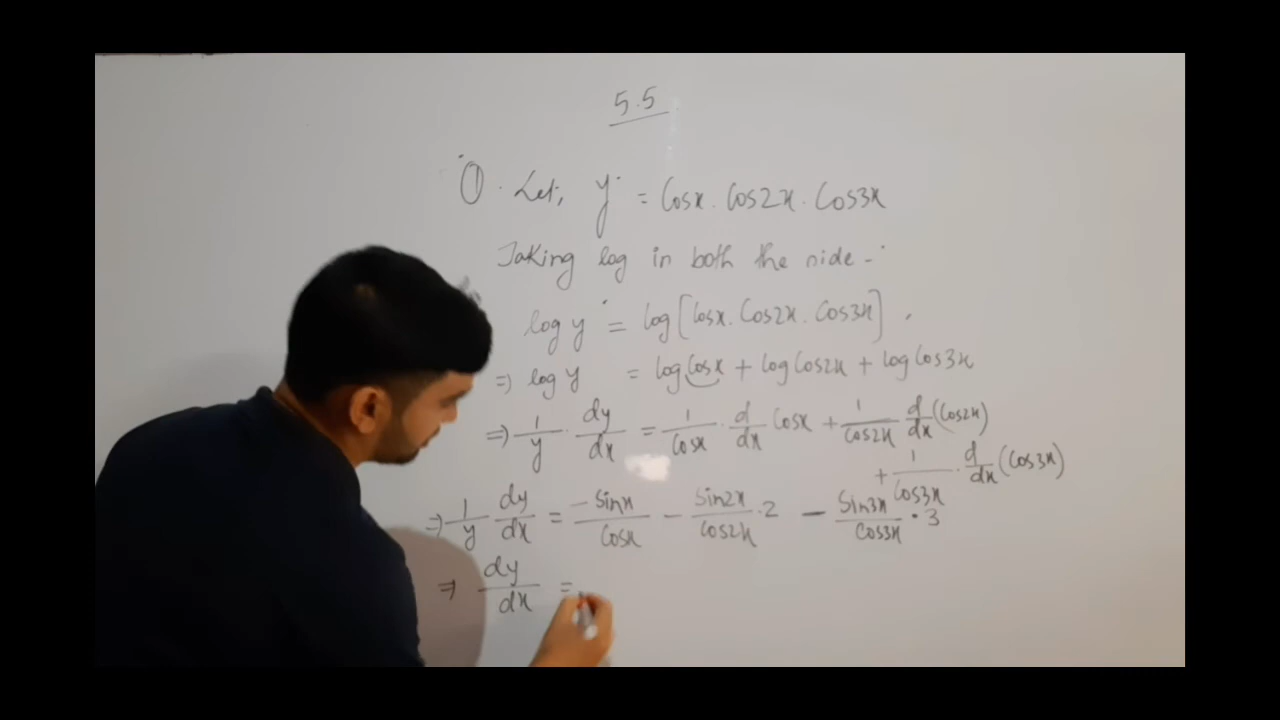 5.5
① Let, y = Cosx . Cos2x . Cos3x
Taking log in both the side -
log y = log [Cosx . Cos2x . Cos3x] .
⇒ log y = log Cosx + log Cos2x + log Cos3x
⇒ 1/y . dy/dx = 1/Cosx . d/dx Cosx + 1/Cos2x d/dx (Cos2x)
+ 1/Cos3x . d/dx (Cos3x)
⇒ 1/y dy/dx = -Sinx/Cosx - Sin2x/Cos2x . 2 - Sin3x/Cos3x . 3
⇒ dy/dx =